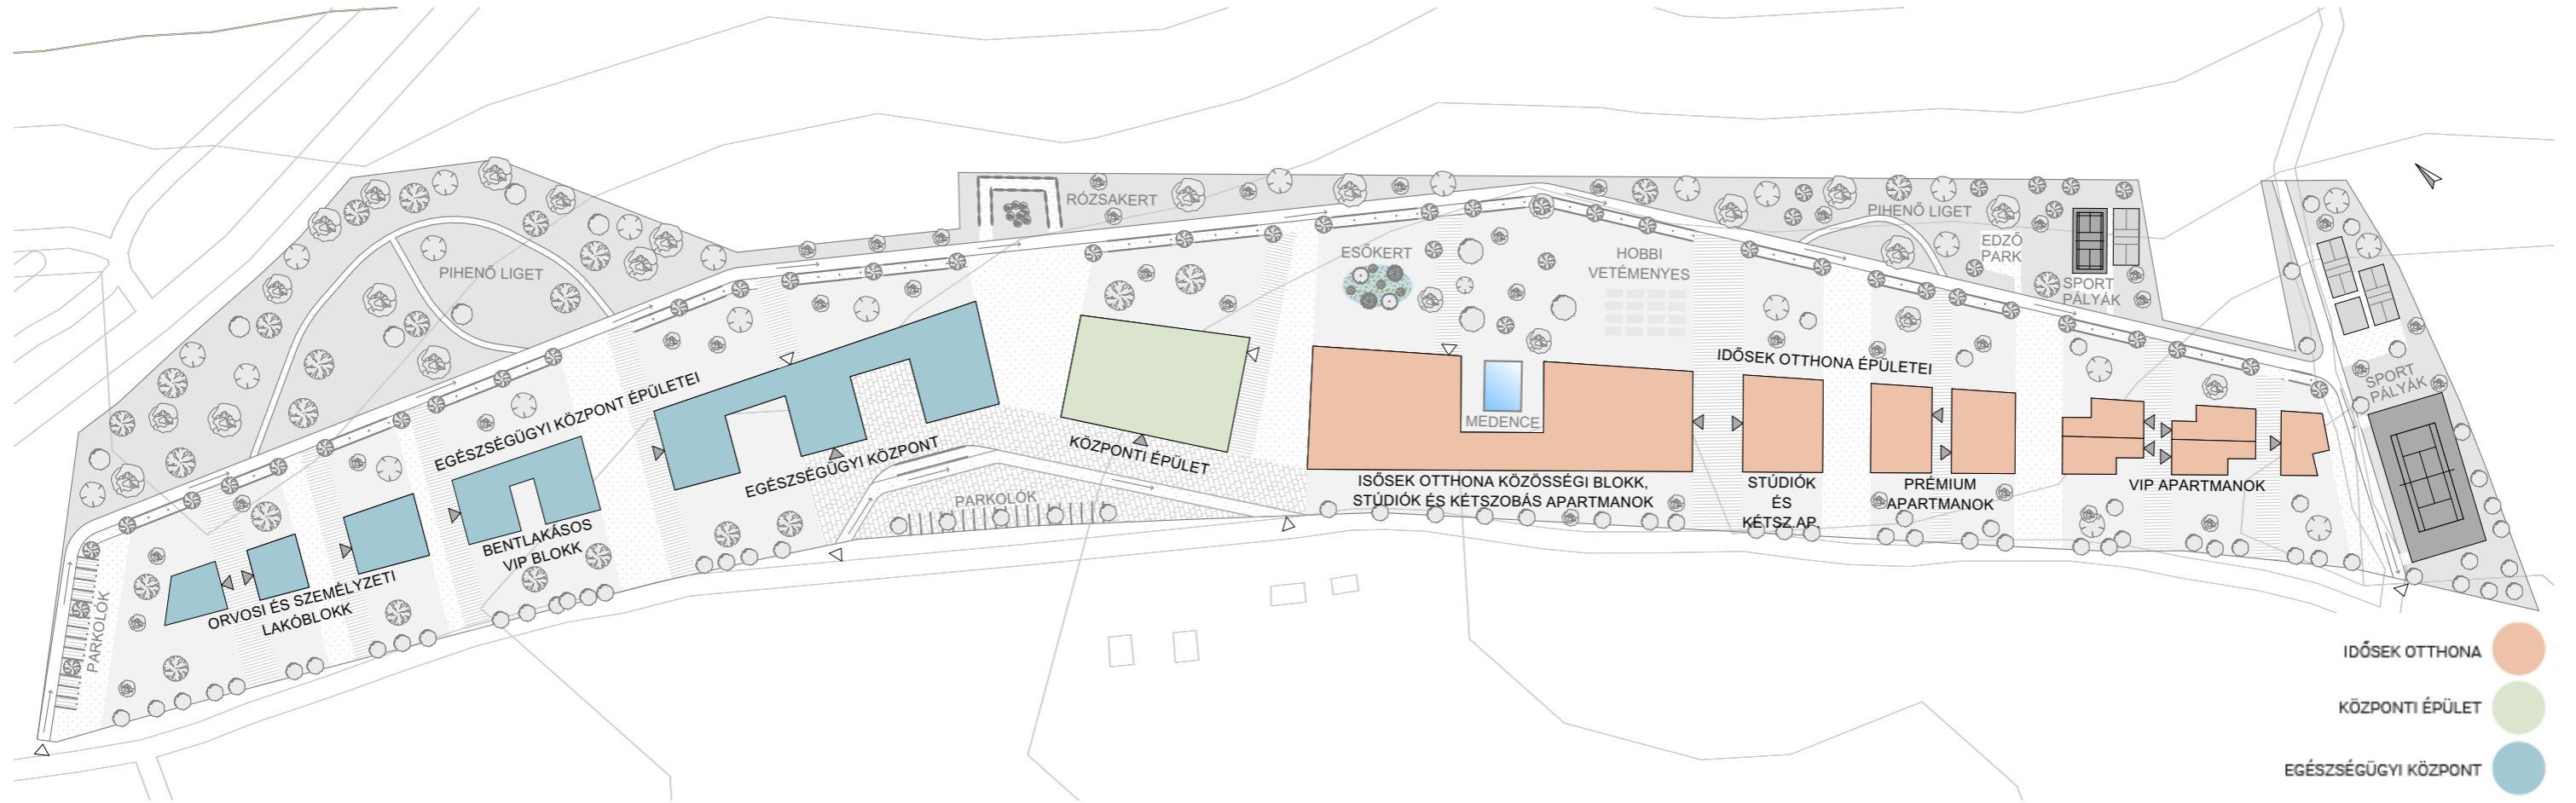 RÓZSAKERT
PIHENŐ LIGET
PIHENŐ LIGET
EDZŐ
PARK
SPORT
PÁLYÁK
ESŐKERT
HOBBI
VETÉMENYES
IDŐSEK OTTHONA ÉPÜLETEI
EGÉSZSÉGÜGYI KÖZPONT ÉPÜLETEI
MEDENCE
SPORT
PÁLYÁK
KÖZPONTI ÉPÜLET
EGÉSZSÉGÜGYI KÖZPONT
ISŐSEK OTTHONA KÖZÖSSÉGI BLOKK,
STÚDIÓK ÉS KÉTSZOBÁS APARTMANOK
STÚDIÓK
ÉS
KÉTSZ.AP.
PRÉMIUM
APARTMANOK
VIP APARTMANOK
PARKOLÓK
BENTLAKÁSOS
VIP BLOKK
ORVOSI ÉS SZEMÉLYZETI
LAKÓBLOKK
PARKOLÓK
IDŐSEK OTTHONA
KÖZPONTI ÉPÜLET
EGÉSZSÉGÜGYI KÖZPONT